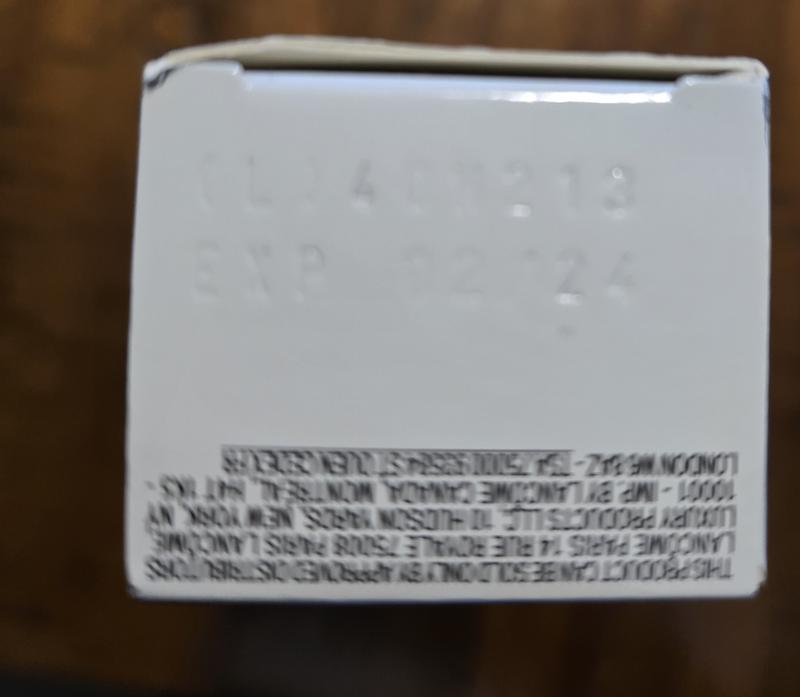 EXP 02 24
THIS PRODUCT CAN BE SOLD ONLY BY APPROVED DISTRIBUTORS
LANCÔME PARIS 14 RUE ROYALE 75008 PARIS LANCÔME,
LUXURY PRODUCTS LLC, 10 HUDSON YARDS, NEW YORK, NY
10001 - IMP. BY LANCOME CANADA, MONTREAL, H4T 1K5 -
LONDON W6 8AZ - TSA 75000 93584 ST OUEN CEDEX FR